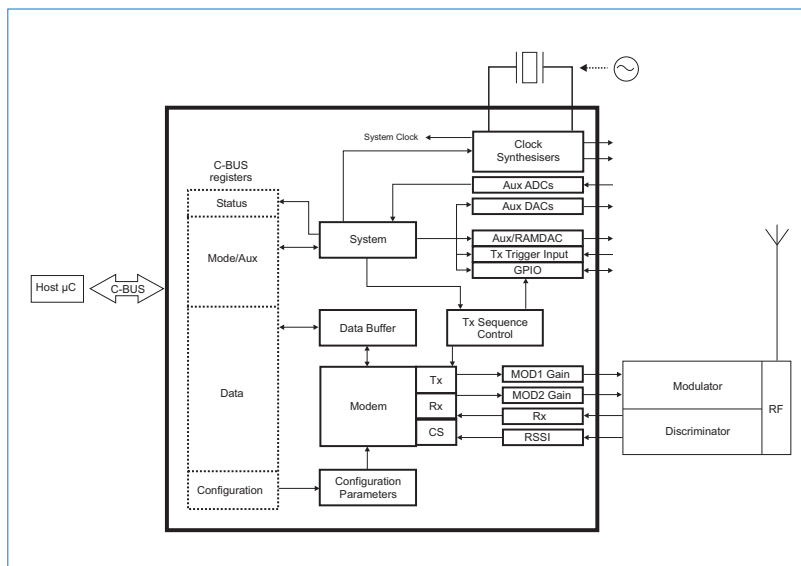 System Clock
Clock
Synthesisers
C-BUS
registers
Status
Mode/Aux
Data
Configuration
Host µC
C-BUS
System
Aux ADCs
Aux DACs
Aux/RAMDAC
Tx Trigger Input
GPIO
Data Buffer
Tx Sequence
Control
Modem
Tx
Rx
CS
MOD1 Gain
MOD2 Gain
Rx
RSSI
Configuration
Parameters
Modulator
Discriminator
RF